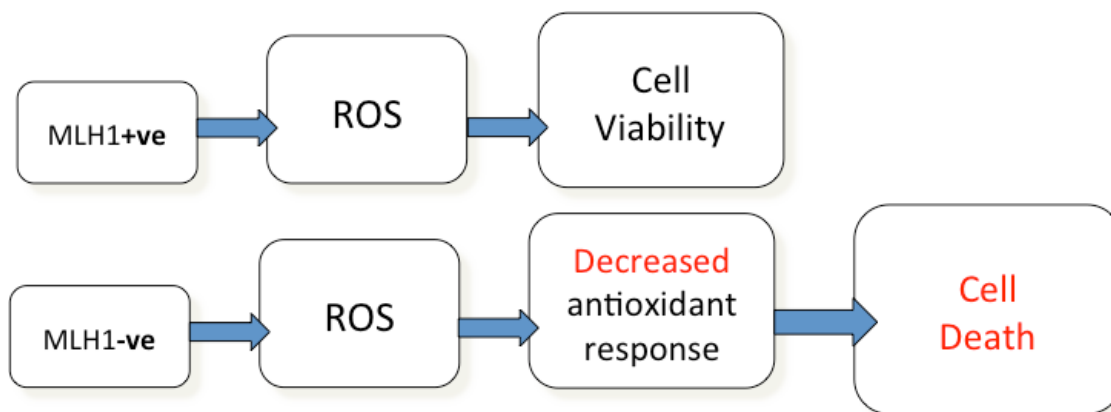 MLH1+ve
ROS
Cell
Viability
MLH1-ve
ROS
Decreased
antioxidant
response
Cell
Death